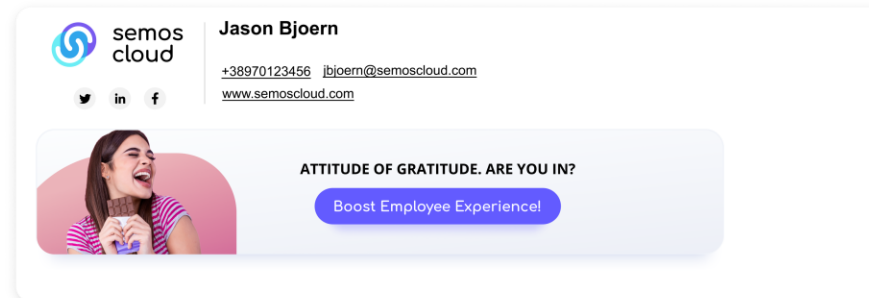 semos
cloud
Jason Bjoern
+38970123456 jbjoern@semoscloud.com
www.semoscloud.com
ATTITUDE OF GRATITUDE. ARE YOU IN?
Boost Employee Experience!